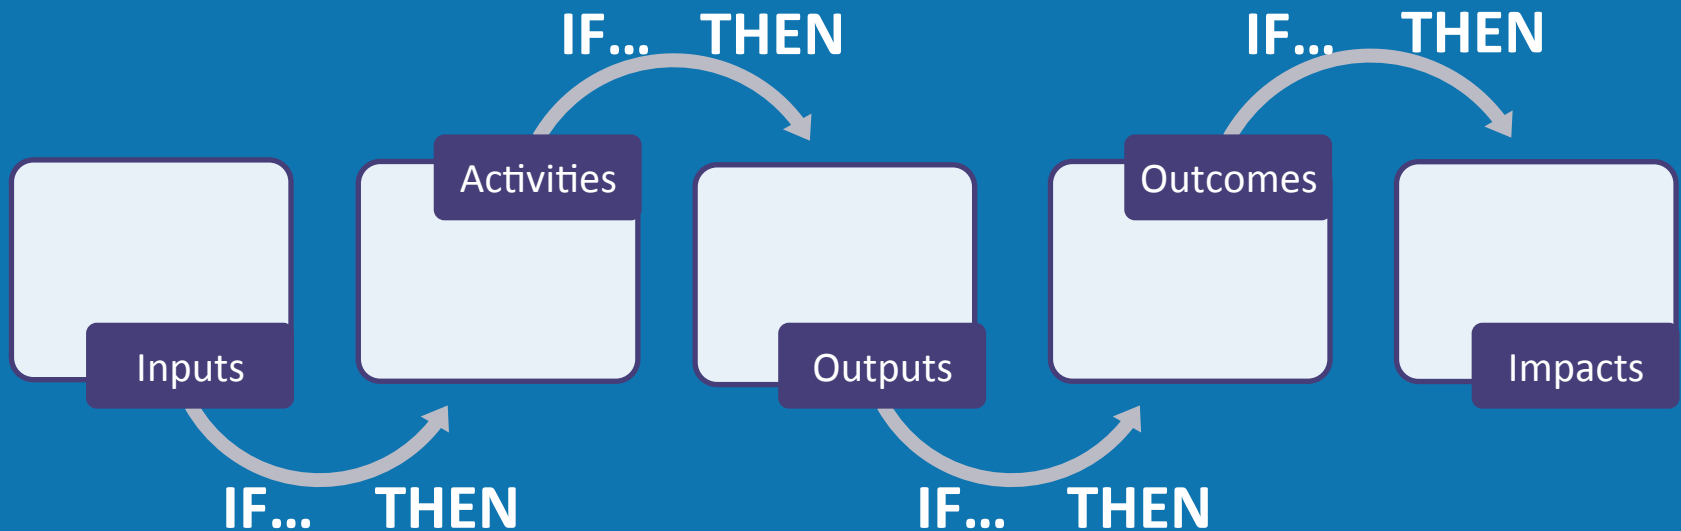 IF... THEN
IF... THEN
Activities
Outcomes
Inputs
Outputs
Impacts
IF... THEN
IF... THEN